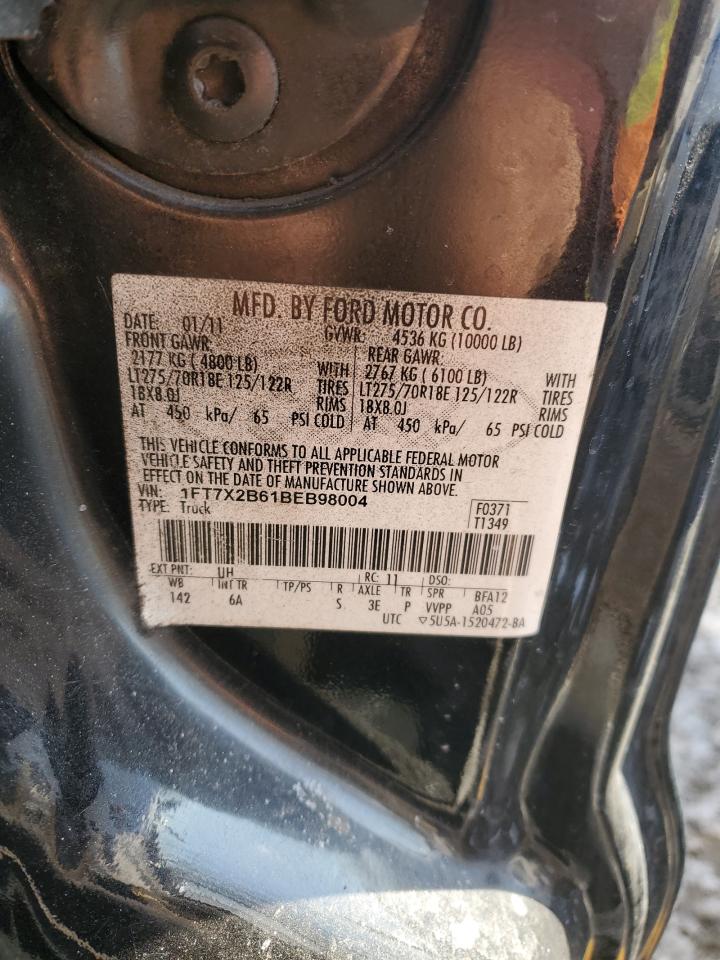 MFD. BY FORD MOTOR CO.
DATE: 01/11 GVWR: 4536 KG (10000 LB)
FRONT GAWR: REAR GAWR:
2177 KG ( 4800 LB) WITH 2767 KG ( 6100 LB) WITH
LT275/70R18E 125/122R TIRES LT275/70R18E 125/122R TIRES
18X8.0J RIMS 18X8.0J RIMS
AT 450 kPa/ 65 PSI COLD AT 450 kPa/ 65 PSI COLD
THIS VEHICLE CONFORMS TO ALL APPLICABLE FEDERAL MOTOR
VEHICLE SAFETY AND THEFT PREVENTION STANDARDS IN
EFFECT ON THE DATE OF MANUFACTURE SHOWN ABOVE.
VIN: 1FT7X2B61BEB98004 F0371
TYPE: Truck T1349
EXT PNT: UH RC: 11 DSO:
WB INT TR TP/PS R AXLE TR SPR BFA12
142 6A S 3E P VVPP A05
UTC ▽5U5A-1520472-BA